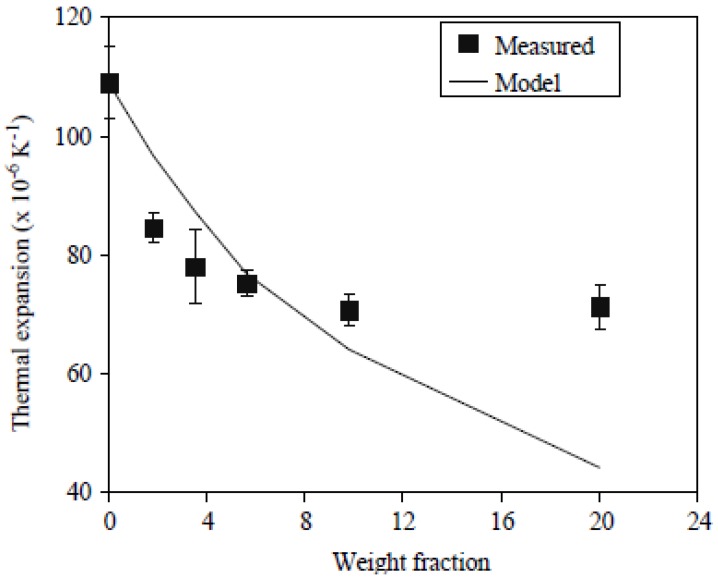 120
100
80
60
40
Thermal expansion (x 10⁻⁶ K⁻¹)
Measured
Model
0 4 8 12 16 20 24
Weight fraction